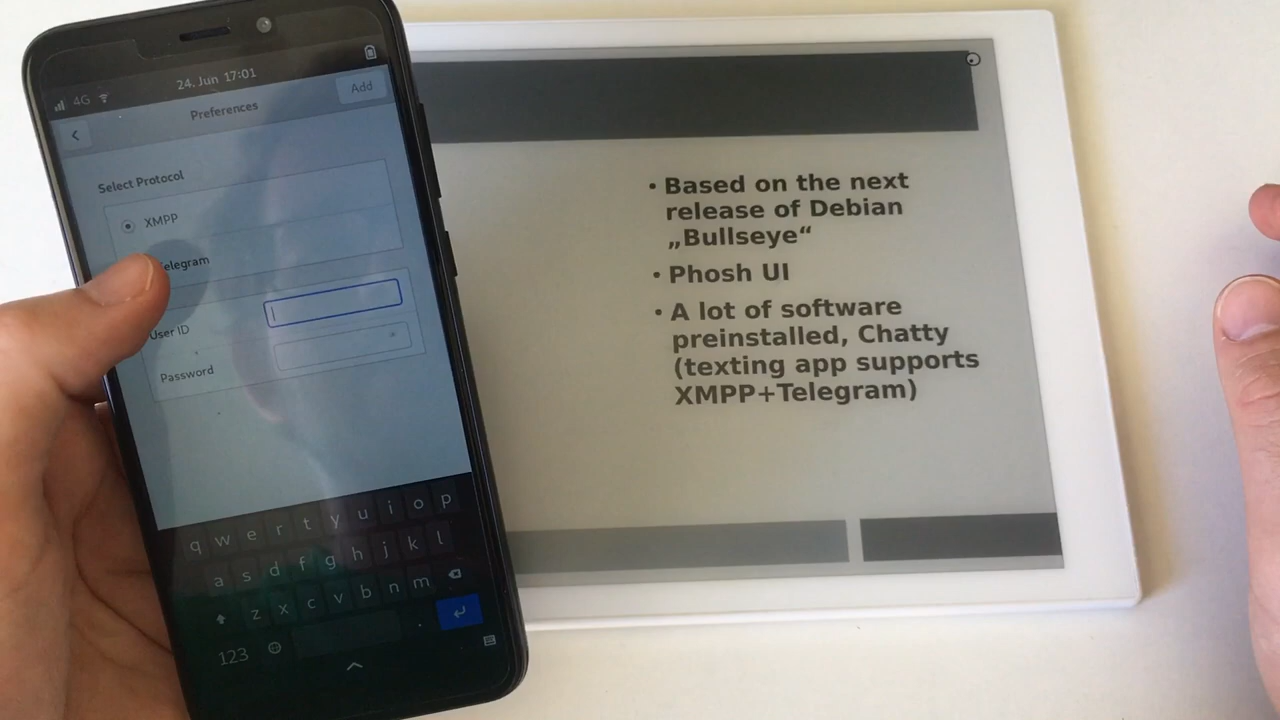 4G
24. Jun 17:01
Preferences
Add
Select Protocol
XMPP
elegram
User ID
Password
q w e r t y u i o p
a s d f g h j k l
z x c v b n m
123
.
• Based on the next
release of Debian
„Bullseye“
• Phosh UI
• A lot of software
preinstalled, Chatty
(texting app supports
XMPP+Telegram)